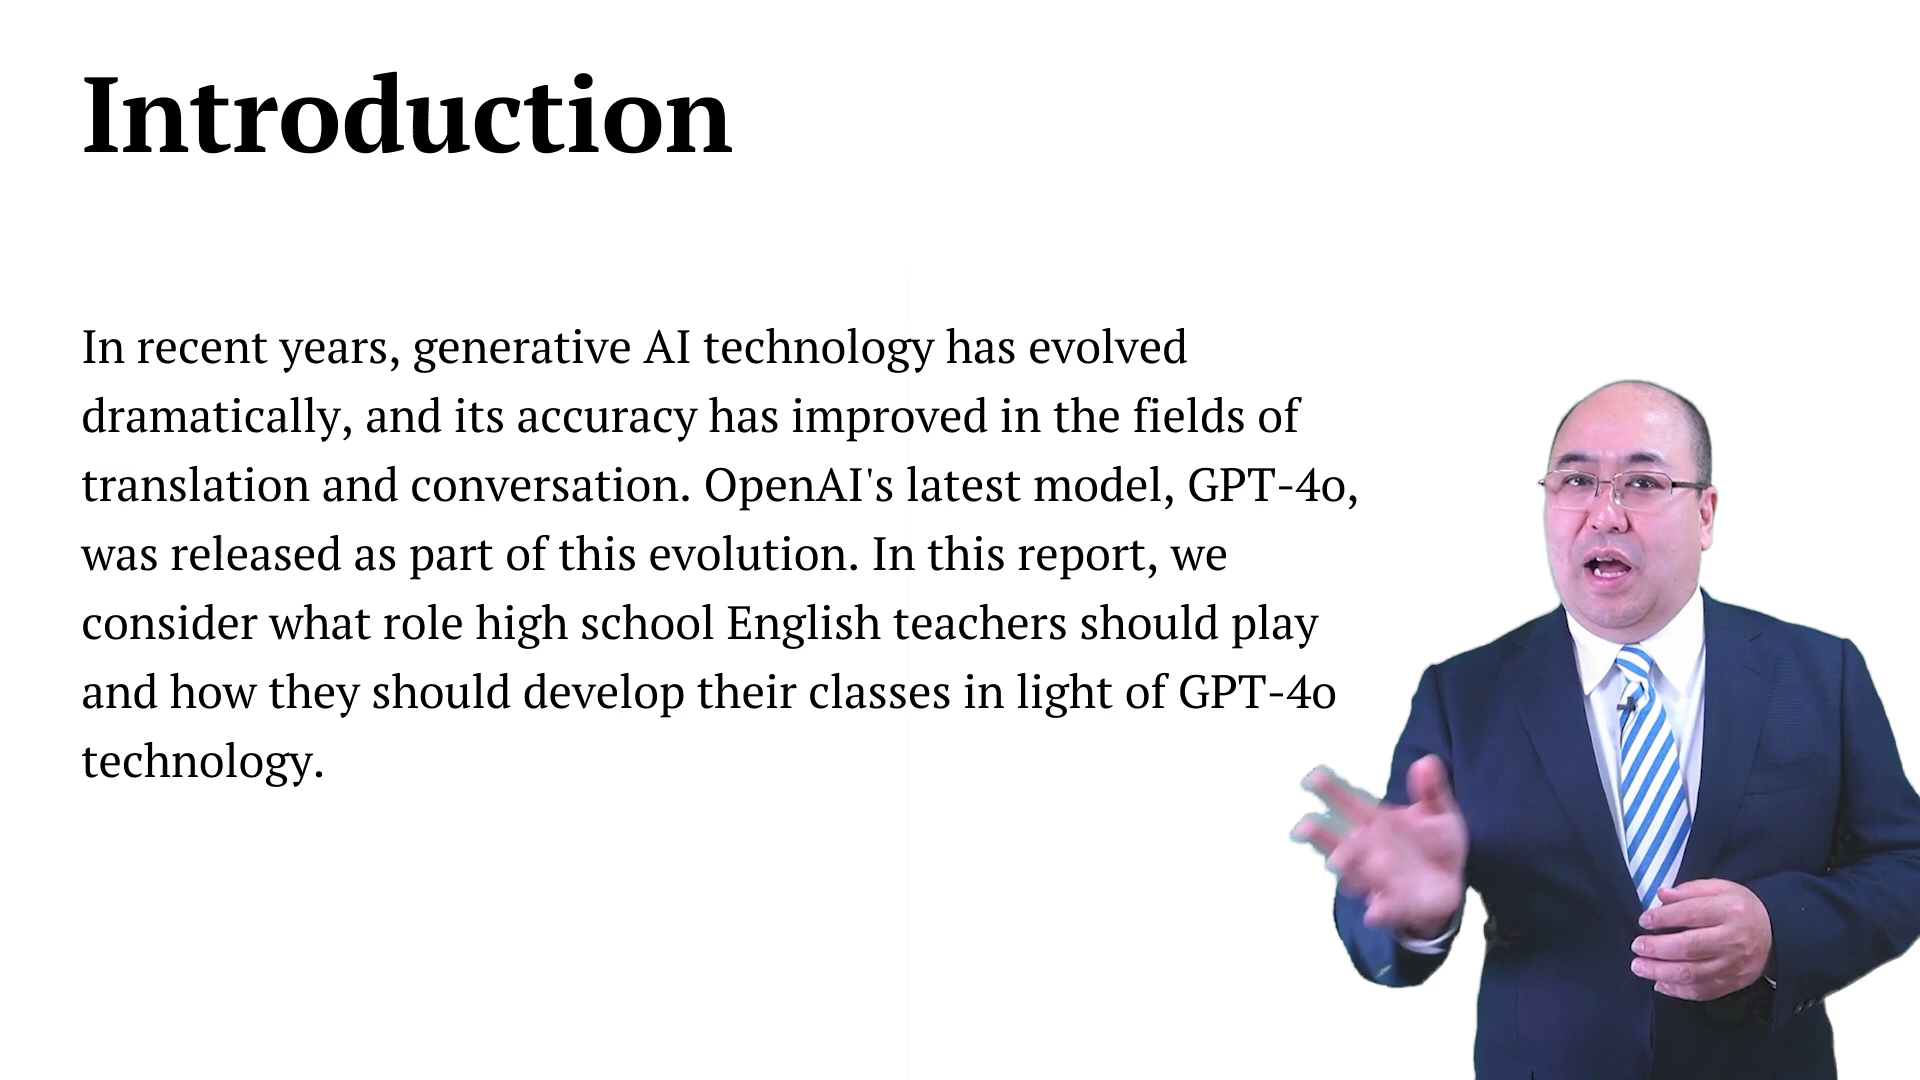 Introduction
In recent years, generative AI technology has evolved
dramatically, and its accuracy has improved in the fields of
translation and conversation. OpenAI's latest model, GPT-4o,
was released as part of this evolution. In this report, we
consider what role high school English teachers should play
and how they should develop their classes in light of GPT-4o
technology.